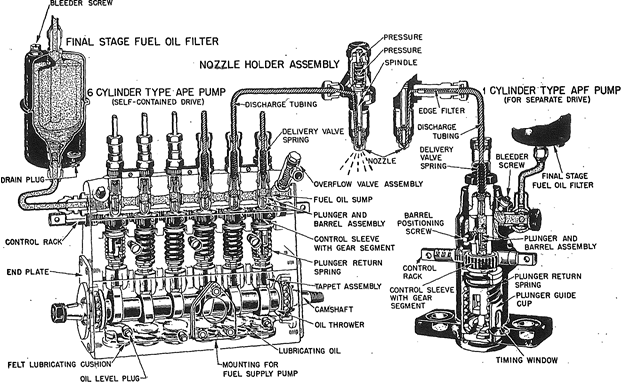 BLEEDER SCREW
FINAL STAGE FUEL OIL FILTER
6 CYLINDER TYPE APE PUMP
(SELF-CONTAINED DRIVE)
DISCHARGE TUBING
DELIVERY VALVE
SPRING
DRAIN PLUG
OVERFLOW VALVE ASSEMBLY
FUEL OIL SUMP
PLUNGER AND
BARREL ASSEMBLY
CONTROL RACK
CONTROL SLEEVE
WITH GEAR SEGMENT
PLUNGER RETURN
SPRING
END PLATE
TAPPET ASSEMBLY
CAMSHAFT
OIL THROWER
LUBRICATING OIL
FELT LUBRICATING CUSHION
OIL LEVEL PLUG
MOUNTING FOR
FUEL SUPPLY PUMP
NOZZLE HOLDER ASSEMBLY
PRESSURE
PRESSURE
SPINDLE
NOZZLE
EDGE FILTER
1 CYLINDER TYPE APF PUMP
(FOR SEPARATE DRIVE)
DISCHARGE
TUBING
DELIVERY
VALVE
SPRING
BLEEDER
SCREW
FINAL STAGE
FUEL OIL FILTER
BARREL
POSITIONING
SCREW
PLUNGER AND
BARREL ASSEMBLY
CONTROL
RACK
CONTROL SLEEVE
WITH GEAR
SEGMENT
PLUNGER RETURN
SPRING
PLUNGER GUIDE
CUP
TIMING WINDOW